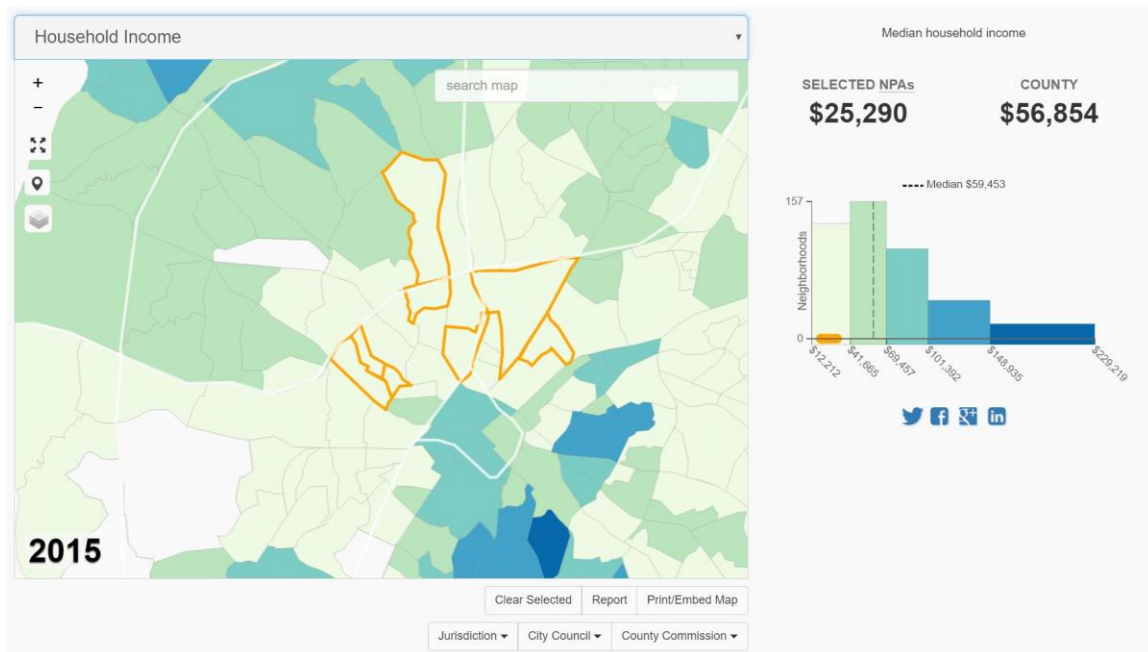 Household Income
+
−
search map
2015
Clear Selected Report Print/Embed Map
Jurisdiction City Council County Commission
Median household income
SELECTED NPAs COUNTY
$25,290 $56,854
Median $59,453
157
Neighborhoods
0
$12,212 $41,665 $69,457 $101,392 $148,935 $229,219